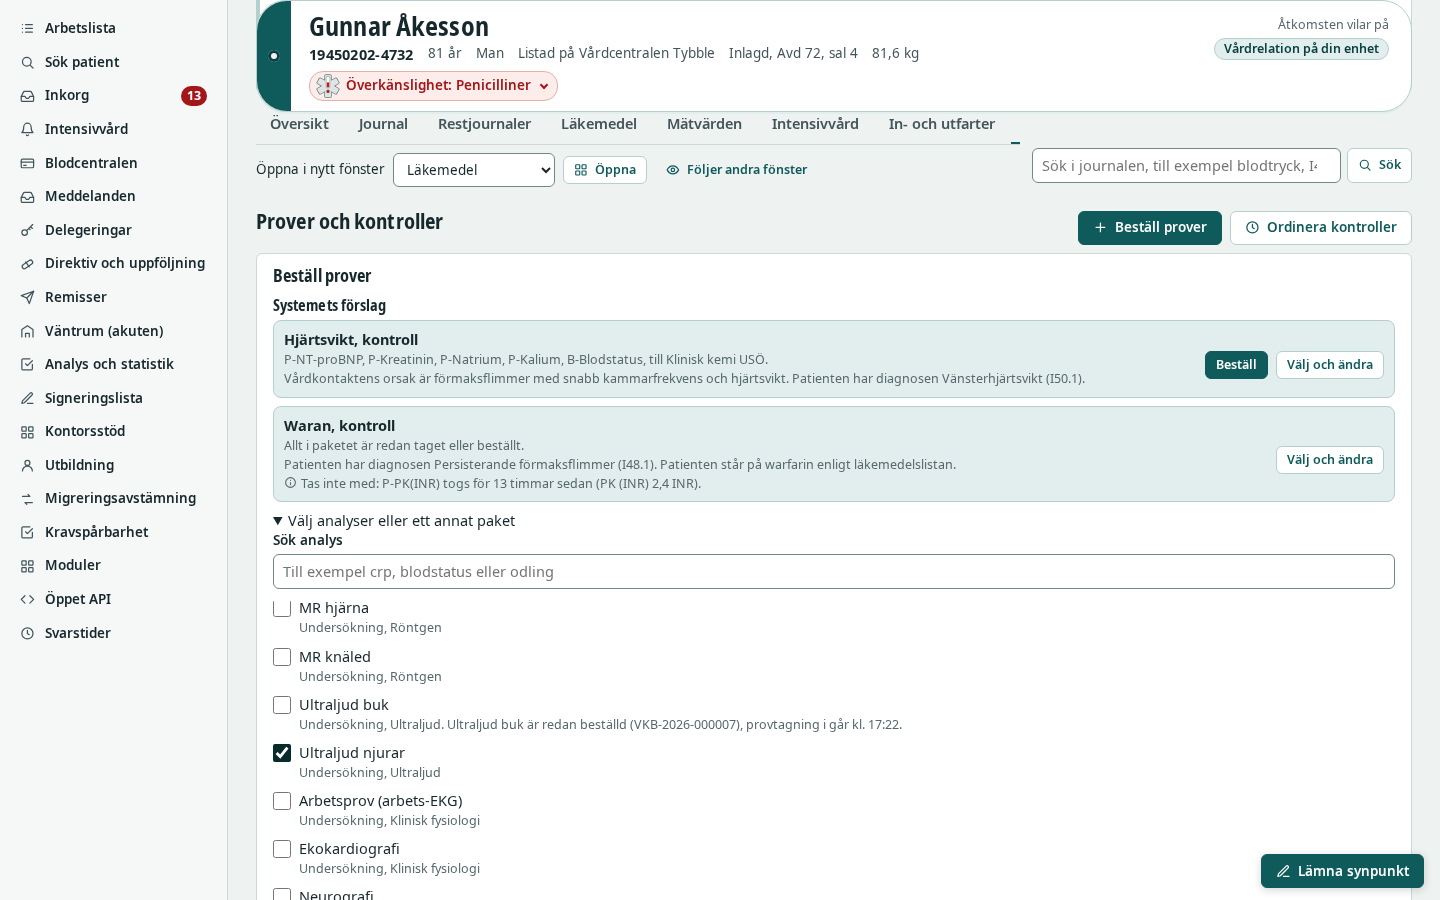 Arbetslista
Sök patient
Inkorg 13
Intensivvård
Blodcentralen
Meddelanden
Delegeringar
Direktiv och uppföljning
Remisser
Väntrum (akuten)
Analys och statistik
Signeringslista
Kontorsstöd
Utbildning
Migreringsavstämning
Kravspårbarhet
Moduler
Öppet API
Svarstider
Gunnar Åkesson
19450202-4732 81 år Man Listad på Vårdcentralen Tybble Inlagd, Avd 72, sal 4 81,6 kg
Överkänslighet: Penicilliner
Åtkomsten vilar på
Vårdrelation på din enhet
Översikt Journal Restjournaler Läkemedel Mätvärden Intensivvård In- och utfarter
Öppna i nytt fönster Läkemedel Öppna Följer andra fönster
Sök i journalen, till exempel blodtryck, I4 Sök
Prover och kontroller
Beställ prover Ordinera kontroller
Beställ prover
Systemets förslag
Hjärtsvikt, kontroll
P-NT-proBNP, P-Kreatinin, P-Natrium, P-Kalium, B-Blodstatus, till Klinisk kemi USÖ.
Vårdkontaktens orsak är förmaksflimmer med snabb kammarfrekvens och hjärtsvikt. Patienten har diagnosen Vänsterhjärtsvikt (I50.1).
Beställ Välj och ändra
Waran, kontroll
Allt i paketet är redan taget eller beställt.
Patienten har diagnosen Persisterande förmaksflimmer (I48.1). Patienten står på warfarin enligt läkemedelslistan.
Tas inte med: P-PK(INR) togs för 13 timmar sedan (PK (INR) 2,4 INR).
Välj och ändra
Välj analyser eller ett annat paket
Sök analys
Till exempel crp, blodstatus eller odling
MR hjärna
Undersökning, Röntgen
MR knäled
Undersökning, Röntgen
Ultraljud buk
Undersökning, Ultraljud. Ultraljud buk är redan beställd (VKB-2026-000007), provtagning i går kl. 17:22.
Ultraljud njurar
Undersökning, Ultraljud
Arbetsprov (arbets-EKG)
Undersökning, Klinisk fysiologi
Ekokardiografi
Undersökning, Klinisk fysiologi
Neurografi
Lämna synpunkt